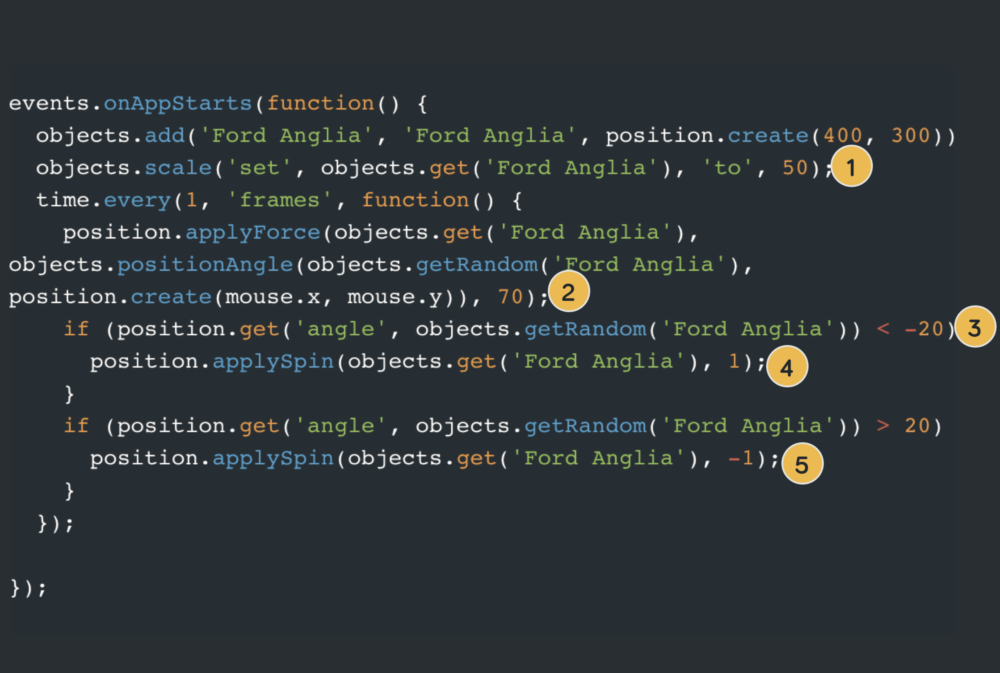 events.onAppStarts(function() {
  objects.add('Ford Anglia', 'Ford Anglia', position.create(400, 300))
  objects.scale('set', objects.get('Ford Anglia'), 'to', 50); 1
  time.every(1, 'frames', function() {
    position.applyForce(objects.get('Ford Anglia'),
objects.positionAngle(objects.getRandom('Ford Anglia'),
position.create(mouse.x, mouse.y)), 70); 2
    if (position.get('angle', objects.getRandom('Ford Anglia')) < -20) 3
      position.applySpin(objects.get('Ford Anglia'), 1); 4
    }
    if (position.get('angle', objects.getRandom('Ford Anglia')) > 20)
      position.applySpin(objects.get('Ford Anglia'), -1); 5
    }
  });
});